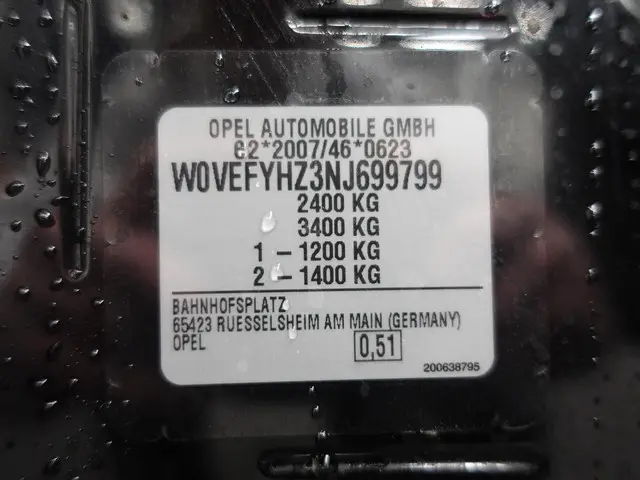 OPEL AUTOMOBILE GMBH
e2*2007/46*0623
W0VEFYHZ3NJ699799
2400 KG
3400 KG
1 - 1200 KG
2 - 1400 KG
BAHNHOFSPLATZ
65423 RUESSELSHEIM AM MAIN (GERMANY)
OPEL 0,51
200638795